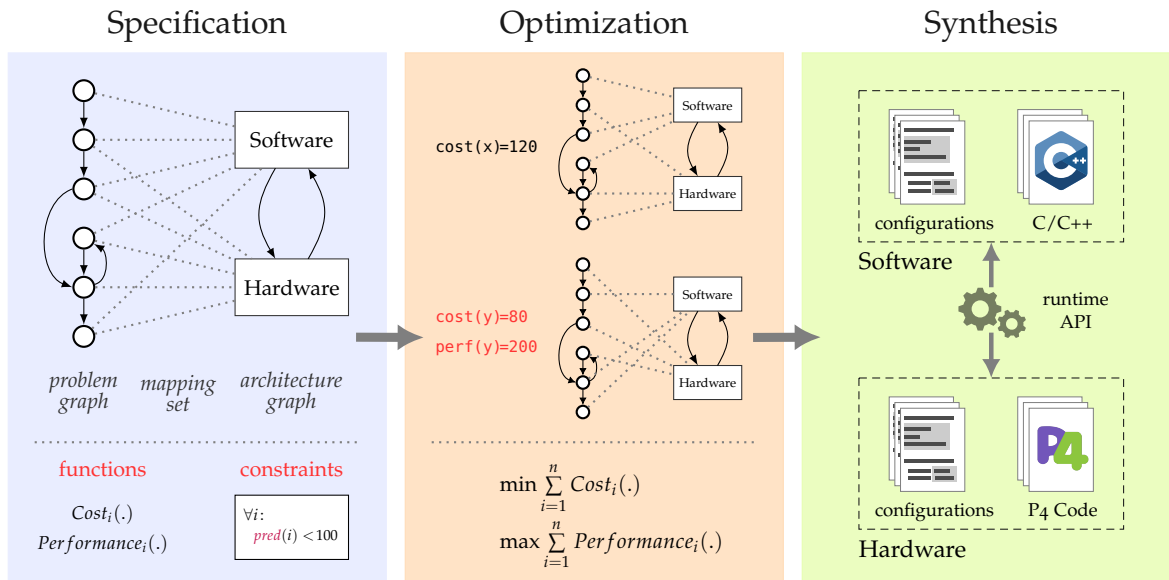 Specification
Software
Hardware
problem
graph
mapping
set
architecture
graph
functions
constraints
Cost_i(.)
Performance_i(.)
∀i:
pred(i) < 100
Optimization
cost(x)=120
Software
Hardware
cost(y)=80
perf(y)=200
Software
Hardware
min ∑_{i=1}^{n} Cost_i(.)
max ∑_{i=1}^{n} Performance_i(.)
Synthesis
C++
configurations
C/C++
Software
runtime
API
P4
configurations
P4 Code
Hardware